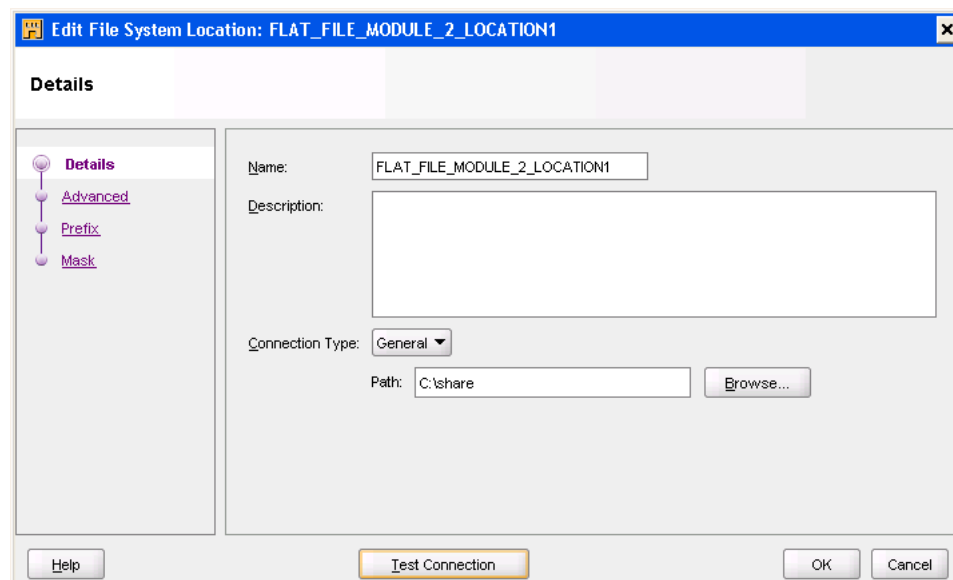 Edit File System Location: FLAT_FILE_MODULE_2_LOCATION1
Details
Details
Advanced
Prefix
Mask
Name: FLAT_FILE_MODULE_2_LOCATION1
Description:
Connection Type: General
Path: C:\share Browse...
Help Test Connection OK Cancel